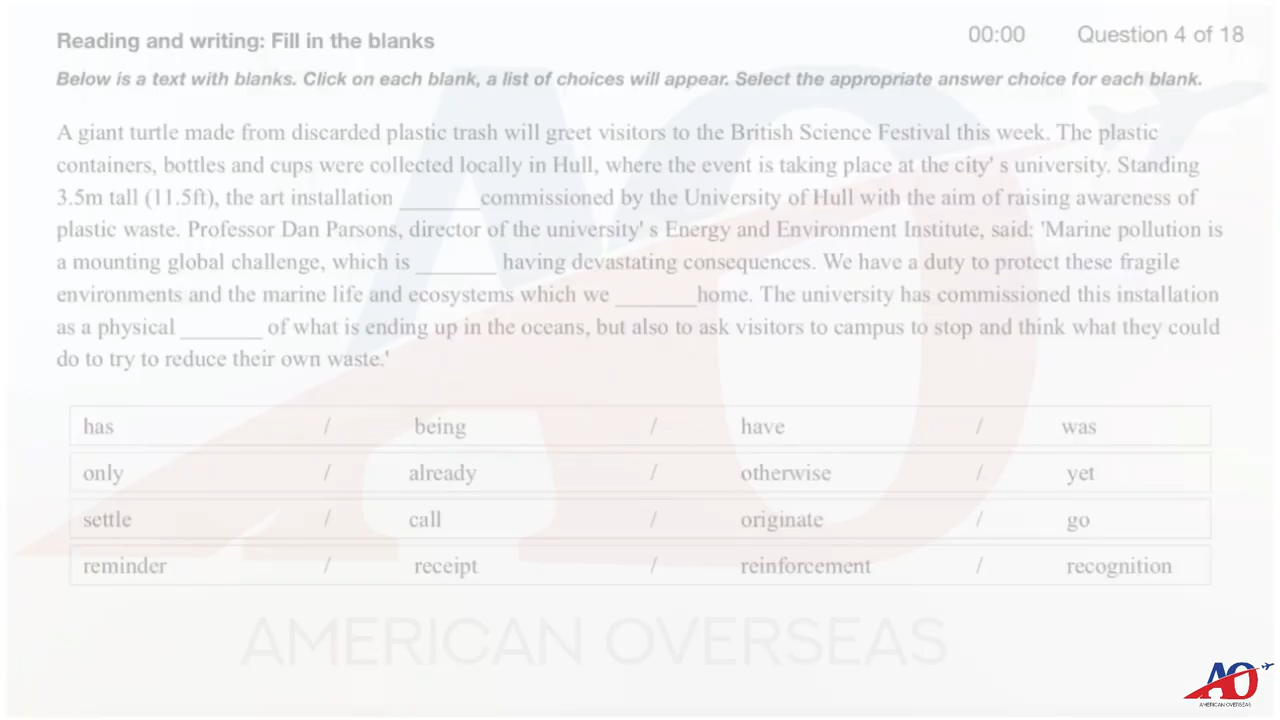 Reading and writing: Fill in the blanks
00:00 Question 4 of 18
Below is a text with blanks. Click on each blank, a list of choices will appear. Select the appropriate answer choice for each blank.
A giant turtle made from discarded plastic trash will greet visitors to the British Science Festival this week. The plastic
containers, bottles and cups were collected locally in Hull, where the event is taking place at the city' s university. Standing
3.5m tall (11.5ft), the art installation _______commissioned by the University of Hull with the aim of raising awareness of
plastic waste. Professor Dan Parsons, director of the university' s Energy and Environment Institute, said: 'Marine pollution is
a mounting global challenge, which is _______ having devastating consequences. We have a duty to protect these fragile
environments and the marine life and ecosystems which we _______home. The university has commissioned this installation
as a physical _______ of what is ending up in the oceans, but also to ask visitors to campus to stop and think what they could
do to try to reduce their own waste.'
has / being / have / was
only / already / otherwise / yet
settle / call / originate / go
reminder / receipt / reinforcement / recognition
AMERICAN OVERSEAS
AO
AMERICAN OVERSEAS